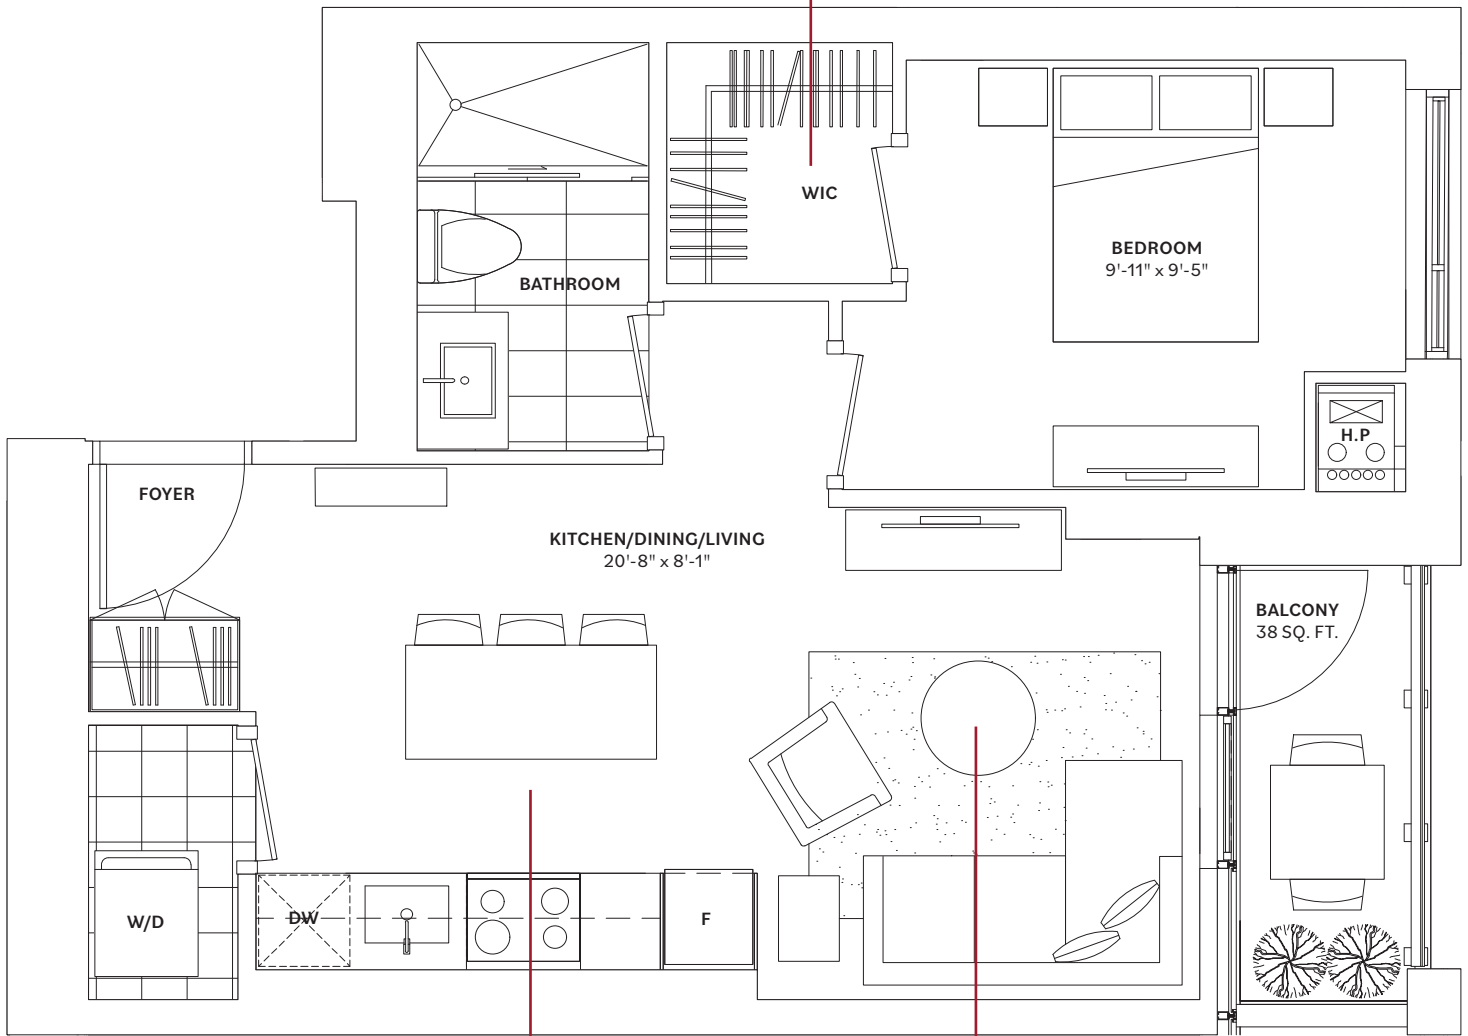 WIC
BEDROOM
9'-11" x 9'-5"
BATHROOM
H.P
FOYER
KITCHEN/DINING/LIVING
20'-8" x 8'-1"
BALCONY
38 SQ. FT.
W/D
DW
F